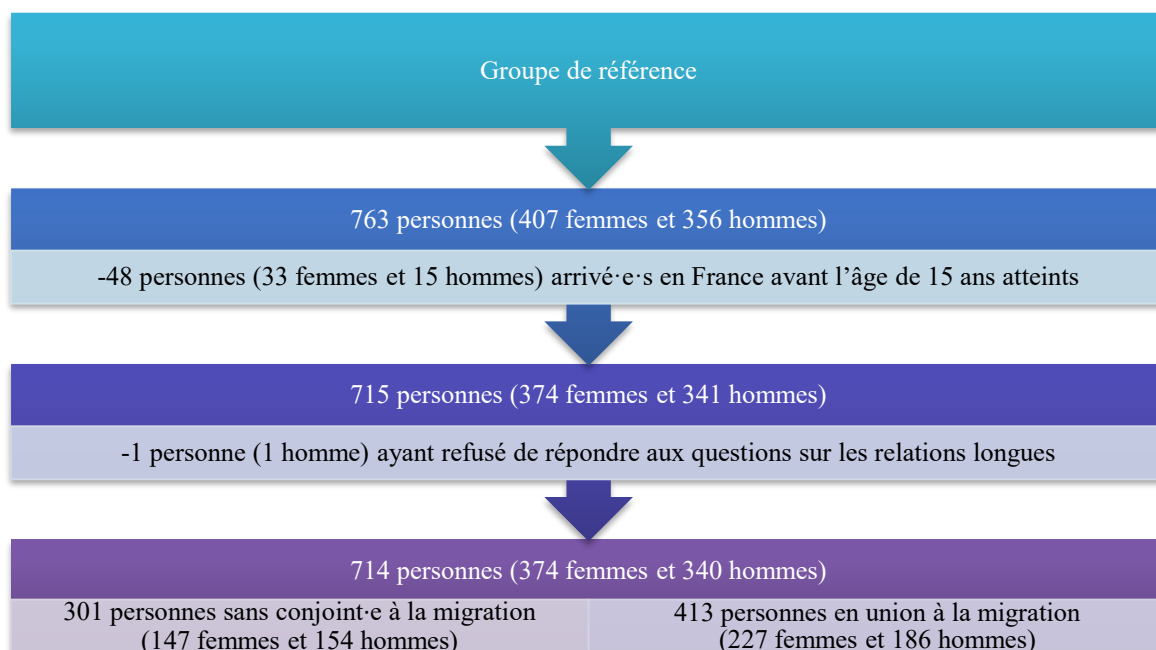 Groupe de référence
763 personnes (407 femmes et 356 hommes)
-48 personnes (33 femmes et 15 hommes) arrivé·e·s en France avant l’âge de 15 ans atteints
715 personnes (374 femmes et 341 hommes)
-1 personne (1 homme) ayant refusé de répondre aux questions sur les relations longues
714 personnes (374 femmes et 340 hommes)
301 personnes sans conjoint·e à la migration
(147 femmes et 154 hommes)
413 personnes en union à la migration
(227 femmes et 186 hommes)